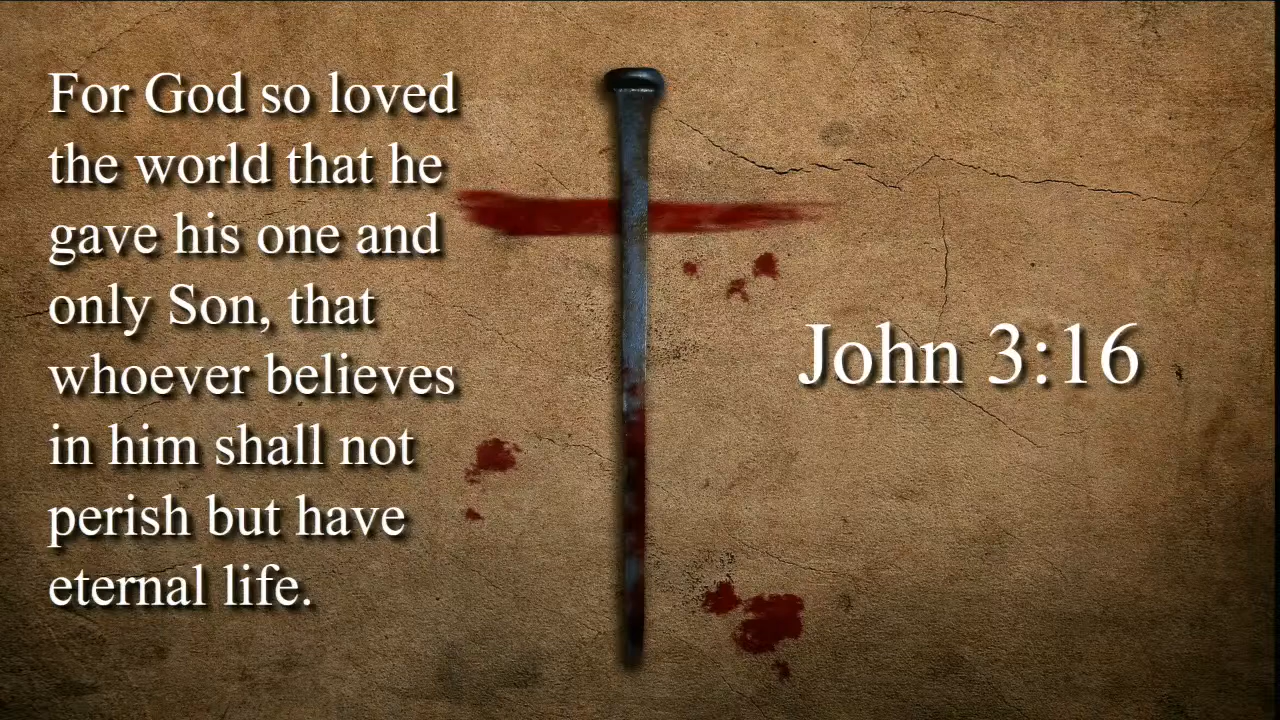 For God so loved
the world that he
gave his one and
only Son, that
whoever believes
in him shall not
perish but have
eternal life.
John 3:16